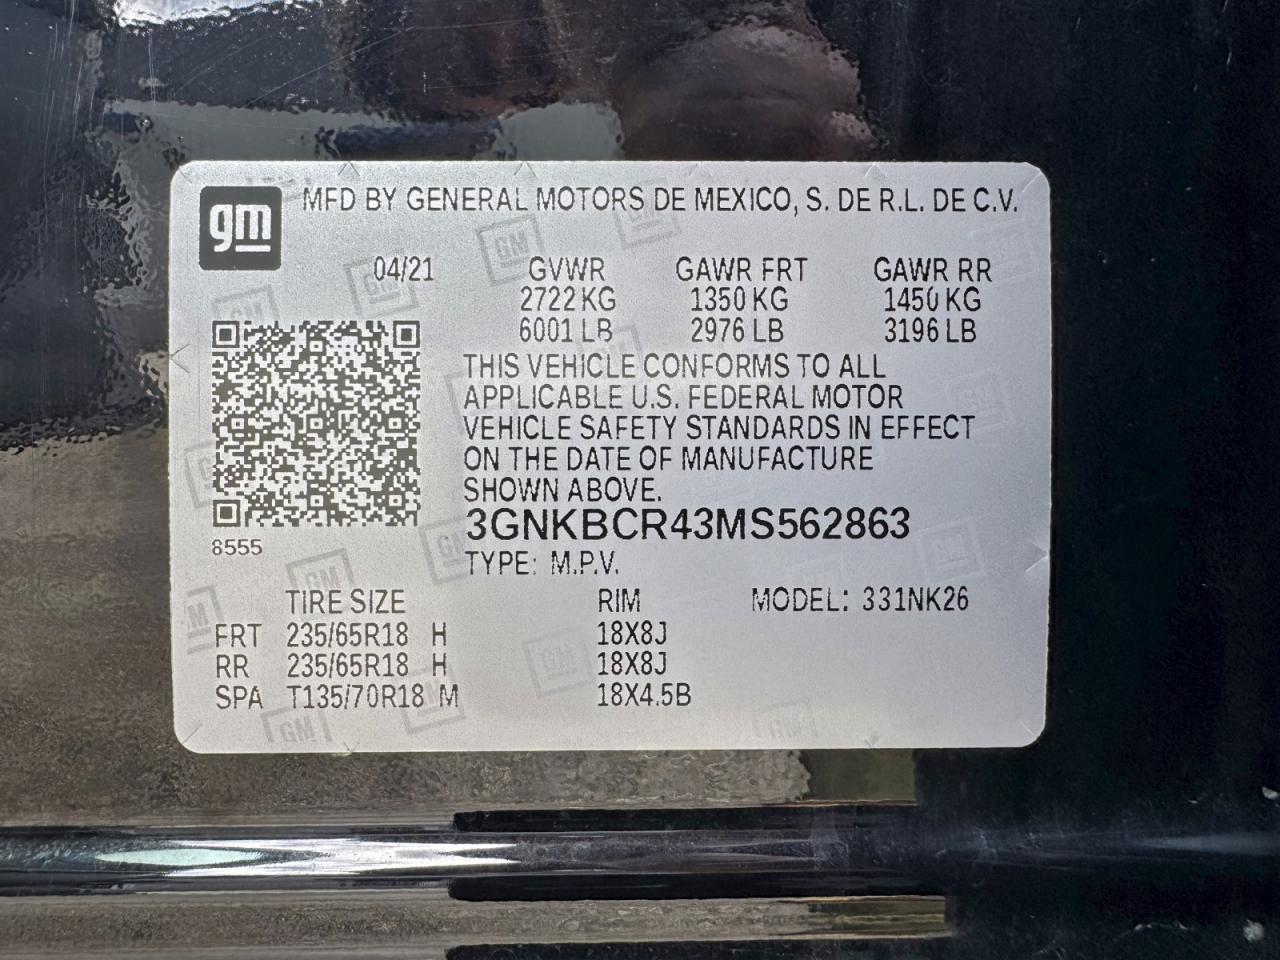 gm MFD BY GENERAL MOTORS DE MEXICO, S. DE R.L. DE C.V.
04/21 GVWR GAWR FRT GAWR RR
2722 KG 1350 KG 1450 KG
6001 LB 2976 LB 3196 LB
THIS VEHICLE CONFORMS TO ALL
APPLICABLE U.S. FEDERAL MOTOR
VEHICLE SAFETY STANDARDS IN EFFECT
ON THE DATE OF MANUFACTURE
SHOWN ABOVE.
3GNKBCR43MS562863
8555
TYPE: M.P.V.
TIRE SIZE RIM MODEL: 331NK26
FRT 235/65R18 H 18X8J
RR 235/65R18 H 18X8J
SPA T135/70R18 M 18X4.5B